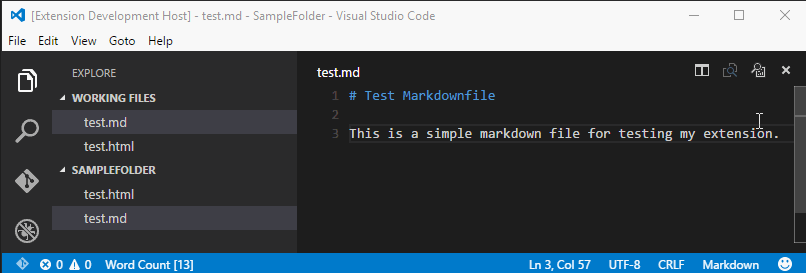 [Extension Development Host] - test.md - SampleFolder - Visual Studio Code
File Edit View Goto Help
EXPLORE
WORKING FILES
test.md
test.html
SAMPLEFOLDER
test.html
test.md
test.md
1 # Test Markdownfile
2
3 This is a simple markdown file for testing my extension.
0 0 Word Count [13] Ln 3, Col 57 UTF-8 CRLF Markdown